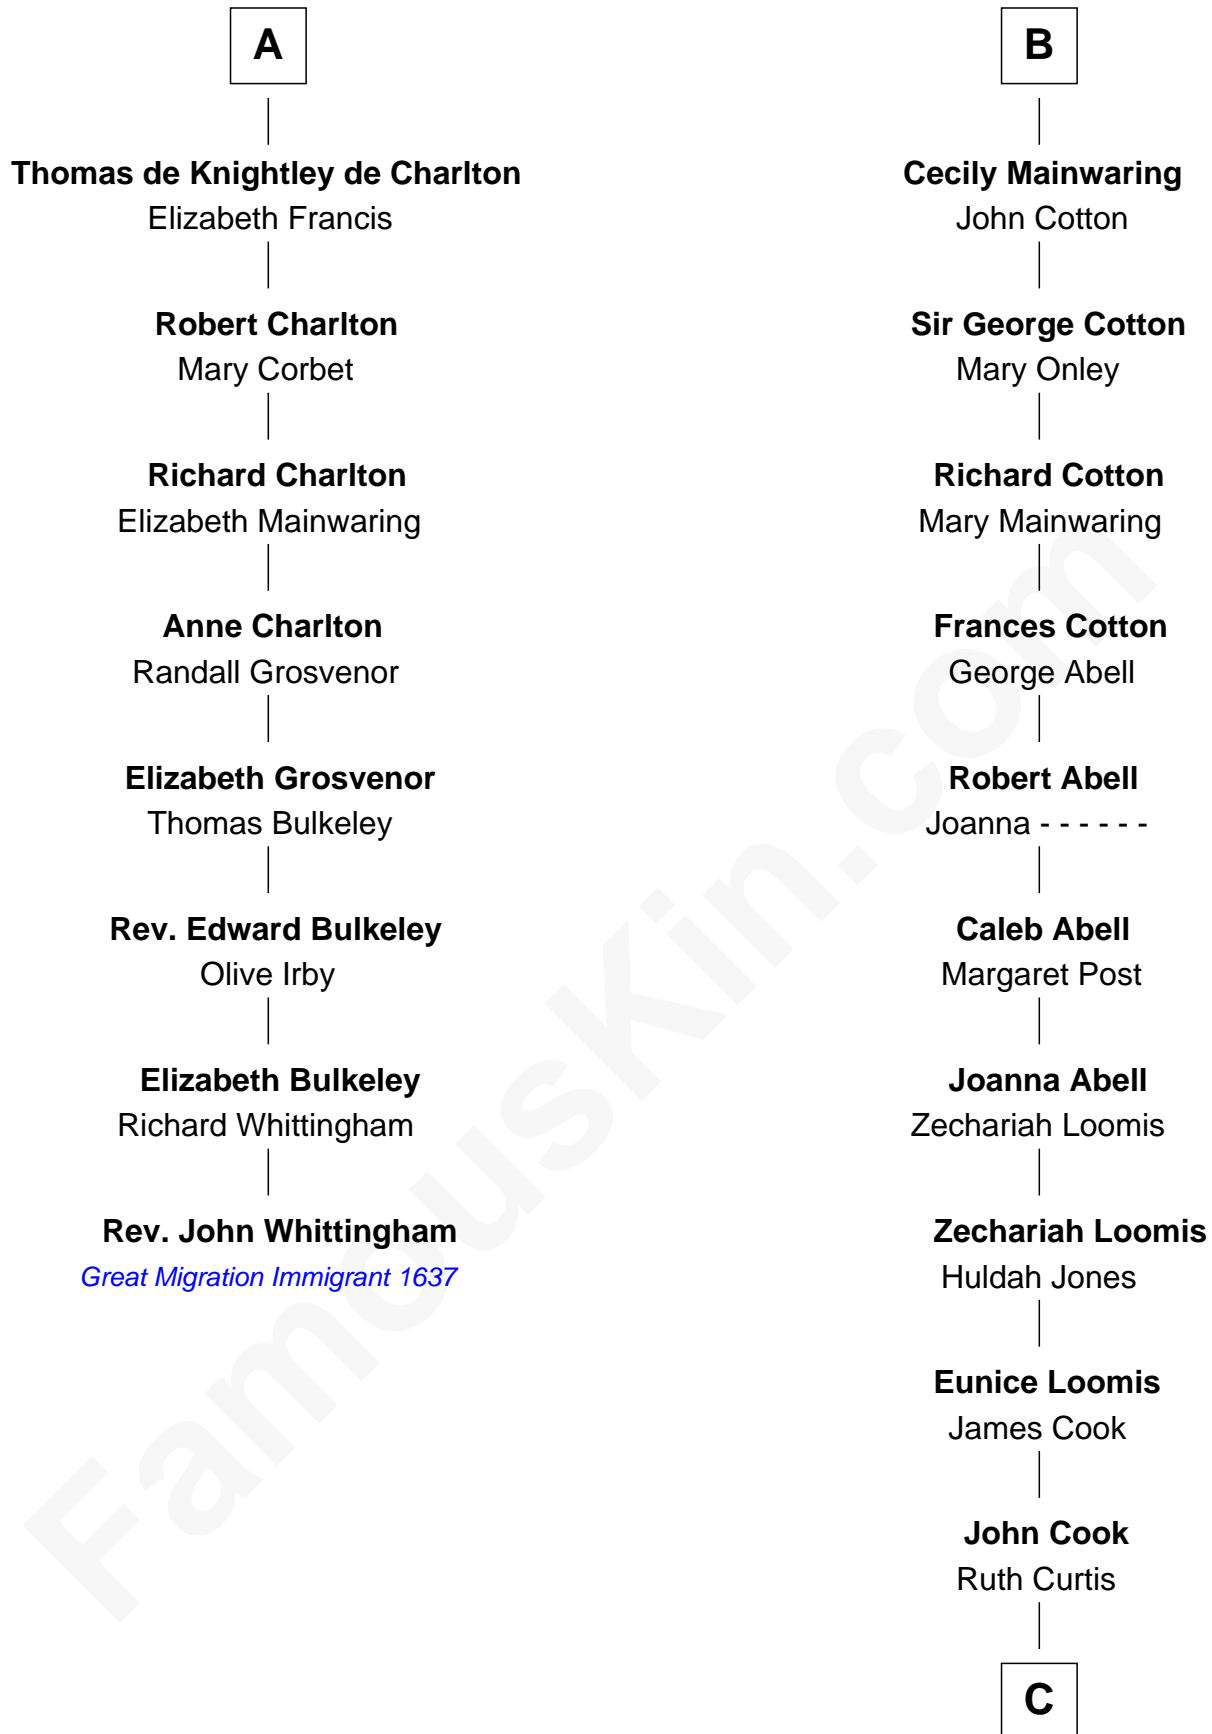 A
Thomas de Knightley de Charlton
Elizabeth Francis
Robert Charlton
Mary Corbet
Richard Charlton
Elizabeth Mainwaring
Anne Charlton
Randall Grosvenor
Elizabeth Grosvenor
Thomas Bulkeley
Rev. Edward Bulkeley
Olive Irby
Elizabeth Bulkeley
Richard Whittingham
Rev. John Whittingham
Great Migration Immigrant 1637
B
Cecily Mainwaring
John Cotton
Sir George Cotton
Mary Onley
Richard Cotton
Mary Mainwaring
Frances Cotton
George Abell
Robert Abell
Joanna - - - - - -
Caleb Abell
Margaret Post
Joanna Abell
Zechariah Loomis
Zechariah Loomis
Huldah Jones
Eunice Loomis
James Cook
John Cook
Ruth Curtis
C
FamousKin.com